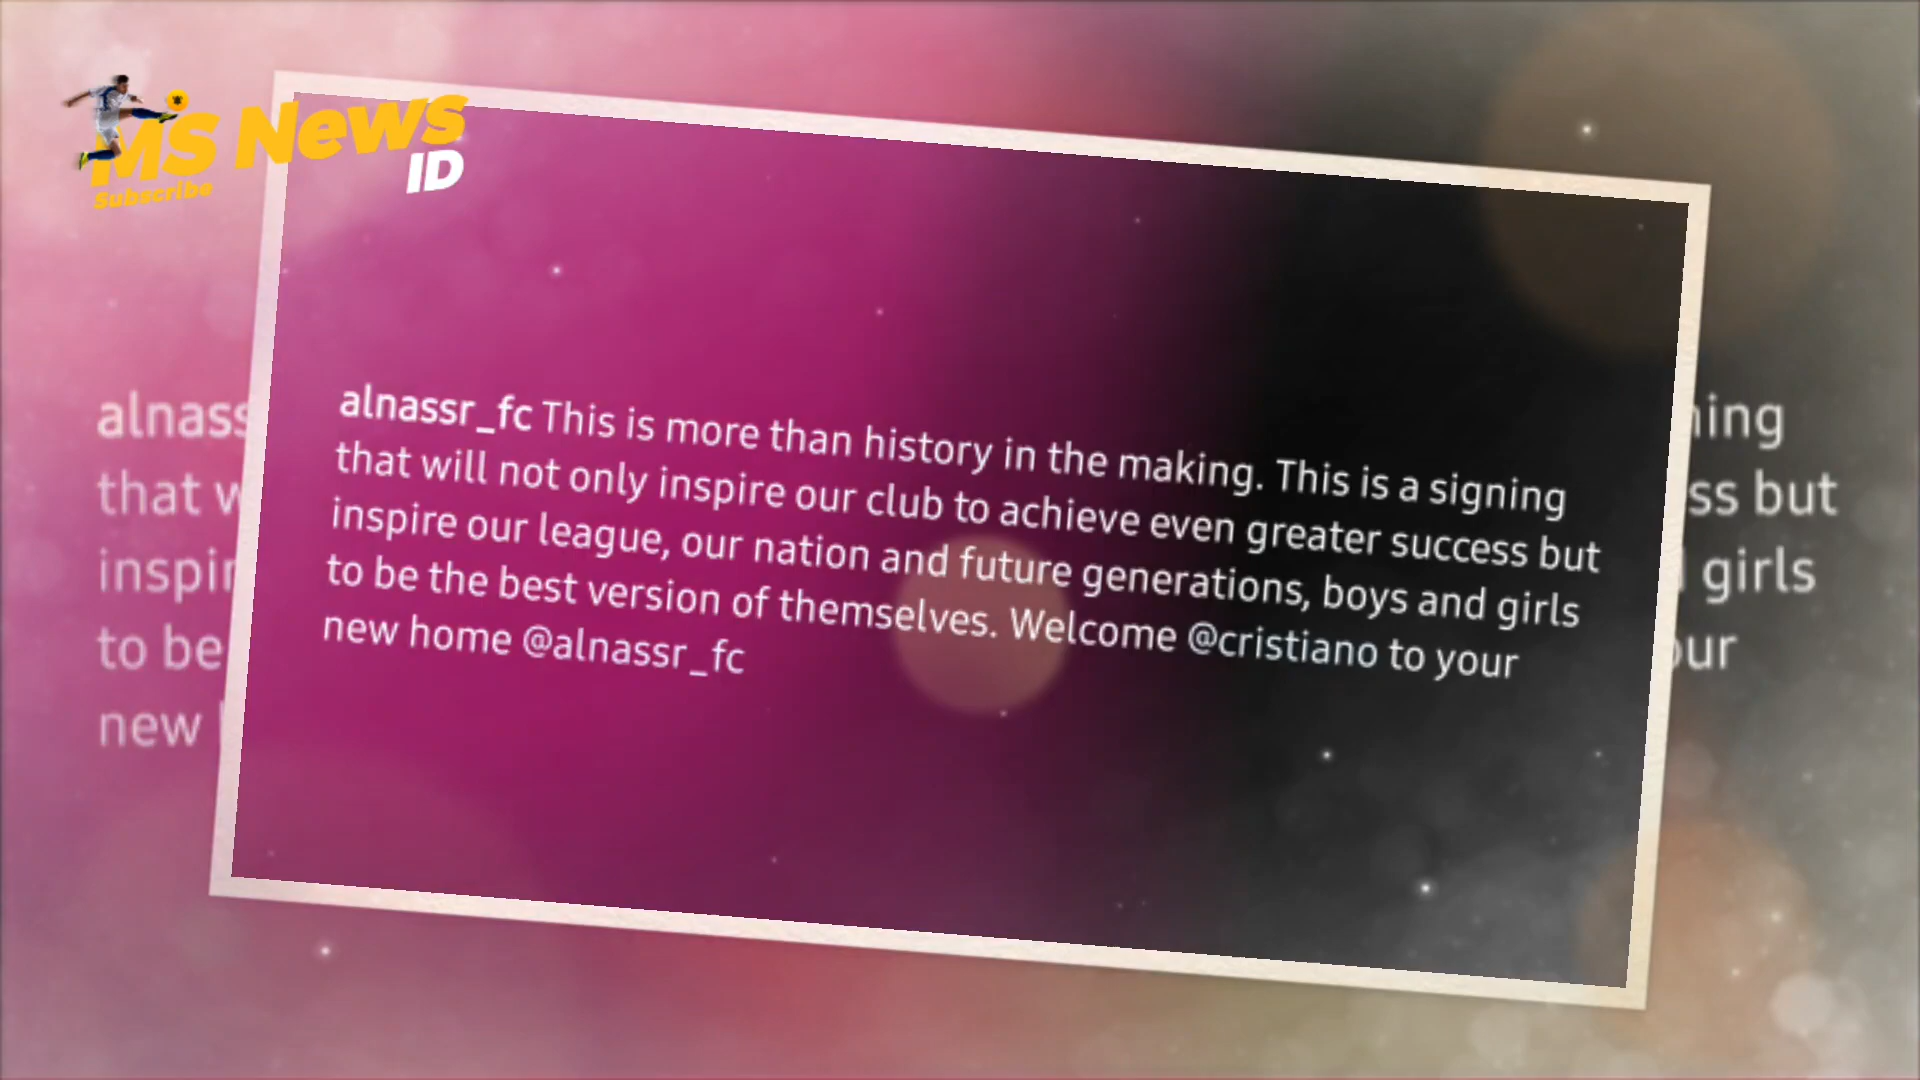 MS News
ID
Subscribe
alnassr_fc This is more than history in the making. This is a signing
that will not only inspire our club to achieve even greater success but
inspire our league, our nation and future generations, boys and girls
to be the best version of themselves. Welcome @cristiano to your
new home @alnassr_fc